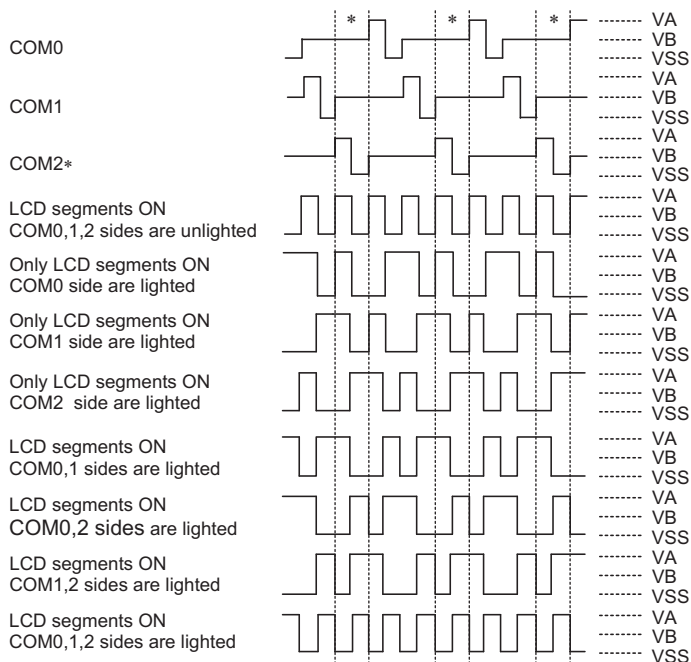 * * *
COM0
VA
VB
VSS
COM1
VA
VB
VSS
COM2*
VA
VB
VSS
LCD segments ON
COM0,1,2 sides are unlighted
VA
VB
VSS
Only LCD segments ON
COM0 side are lighted
VA
VB
VSS
Only LCD segments ON
COM1 side are lighted
VA
VB
VSS
Only LCD segments ON
COM2 side are lighted
VA
VB
VSS
LCD segments ON
COM0,1 sides are lighted
VA
VB
VSS
LCD segments ON
COM0,2 sides are lighted
VA
VB
VSS
LCD segments ON
COM1,2 sides are lighted
VA
VB
VSS
LCD segments ON
COM0,1,2 sides are lighted
VA
VB
VSS